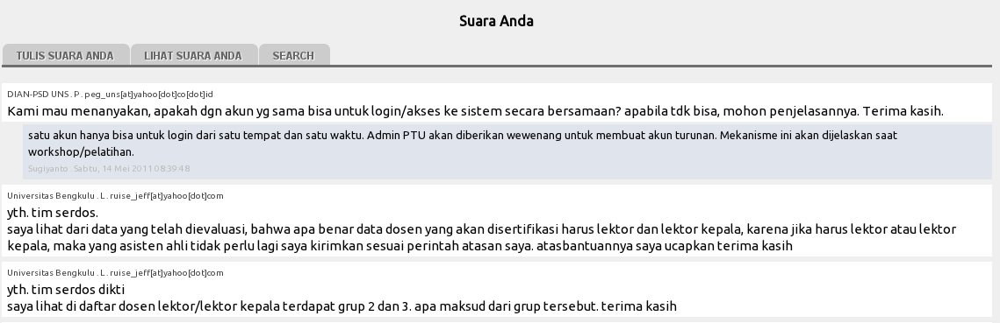 Suara Anda
TULIS SUARA ANDA
LIHAT SUARA ANDA
SEARCH
DIAN-PSD UNS . P . peg_uns[at]yahoo[dot]co[dot]id
Kami mau menanyakan, apakah dgn akun yg sama bisa untuk login/akses ke sistem secara bersamaan? apabila tdk bisa, mohon penjelasannya. Terima kasih.
satu akun hanya bisa untuk login dari satu tempat dan satu waktu. Admin PTU akan diberikan wewenang untuk membuat akun turunan. Mekanisme ini akan dijelaskan saat
workshop/pelatihan.
Sugiyanto . Sabtu, 14 Mei 2011 08:39:48
Universitas Bengkulu . L . ruise_jeff[at]yahoo[dot]com
yth. tim serdos.
saya lihat dari data yang telah dievaluasi, bahwa apa benar data dosen yang akan disertifikasi harus lektor dan lektor kepala, karena jika harus lektor atau lektor
kepala, maka yang asisten ahli tidak perlu lagi saya kirimkan sesuai perintah atasan saya. atasbantuannya saya ucapkan terima kasih
Universitas Bengkulu . L . ruise_jeff[at]yahoo[dot]com
yth. tim serdos dikti
saya lihat di daftar dosen lektor/lektor kepala terdapat grup 2 dan 3. apa maksud dari grup tersebut. terima kasih